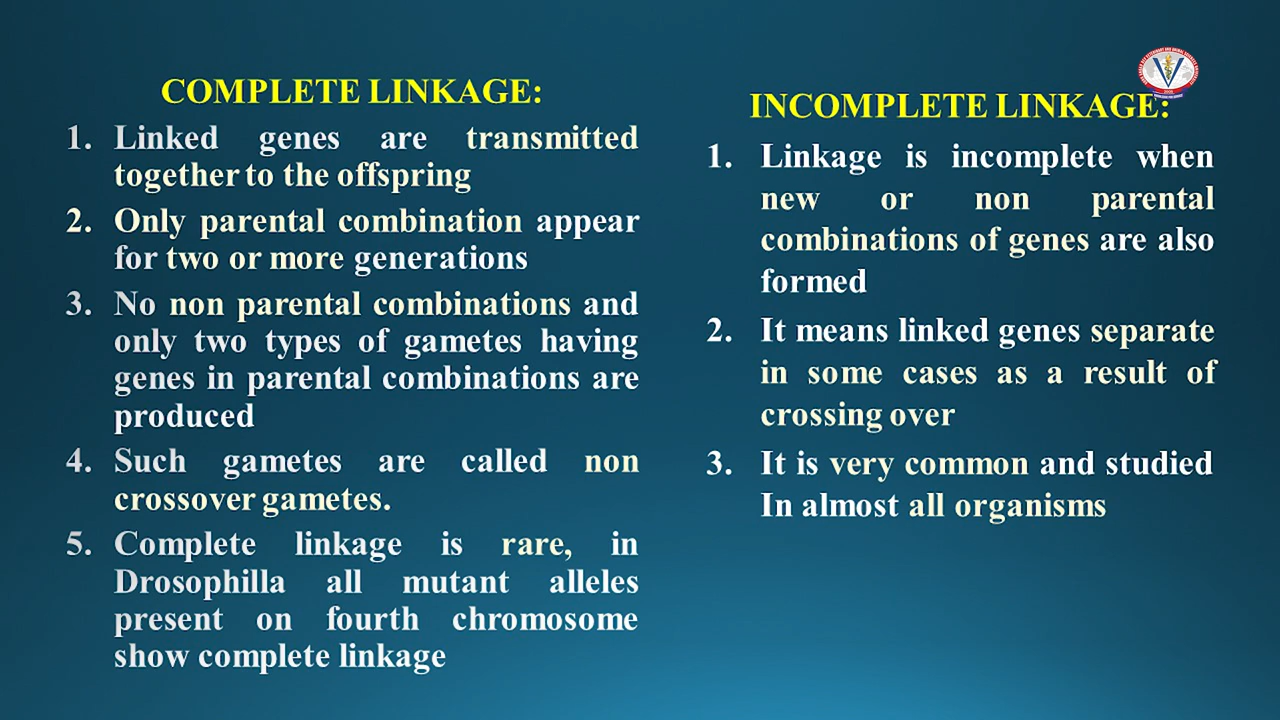 COMPLETE LINKAGE:
1. Linked genes are transmitted
together to the offspring
2. Only parental combination appear
for two or more generations
3. No non parental combinations and
only two types of gametes having
genes in parental combinations are
produced
4. Such gametes are called non
crossover gametes.
5. Complete linkage is rare, in
Drosophilla all mutant alleles
present on fourth chromosome
show complete linkage
INCOMPLETE LINKAGE:
1. Linkage is incomplete when
new or non parental
combinations of genes are also
formed
2. It means linked genes separate
in some cases as a result of
crossing over
3. It is very common and studied
In almost all organisms